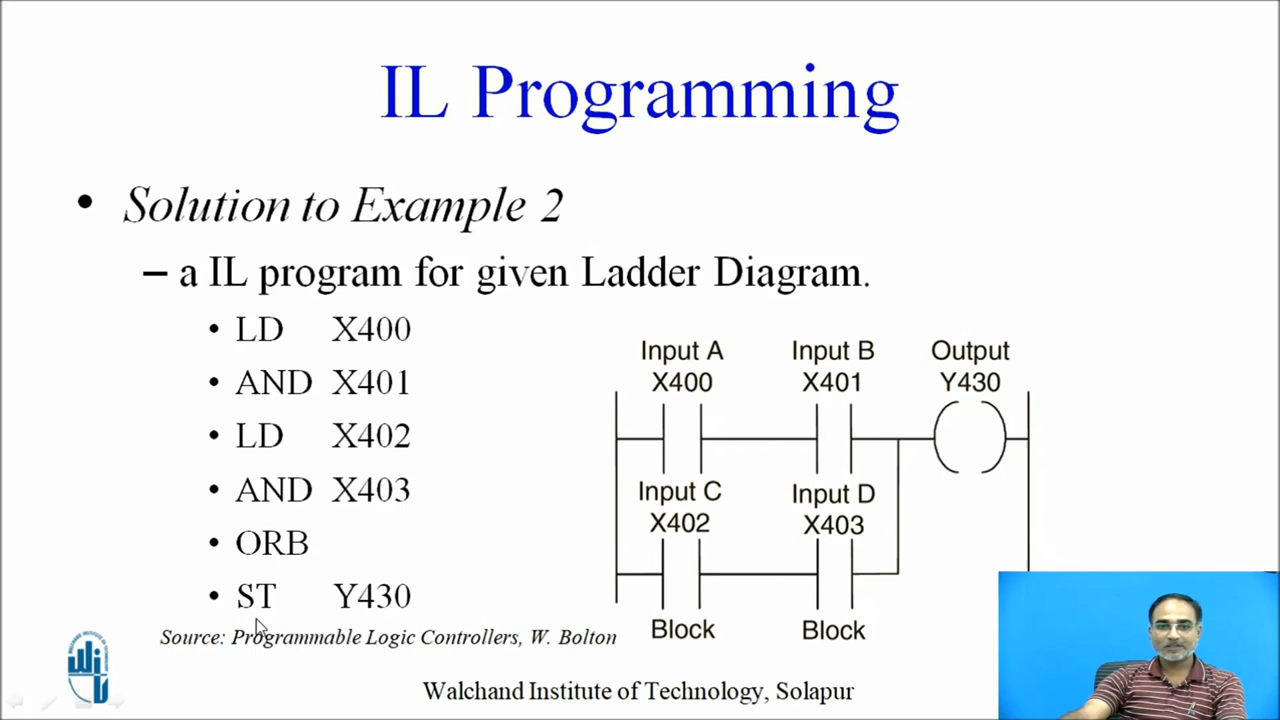 IL Programming
• Solution to Example 2
– a IL program for given Ladder Diagram.
• LD X400
• AND X401
• LD X402
• AND X403
• ORB
• ST Y430
Input A
X400
Input B
X401
Output
Y430
Input C
X402
Input D
X403
Block
Block
Source: Programmable Logic Controllers, W. Bolton
Walchand Institute of Technology, Solapur